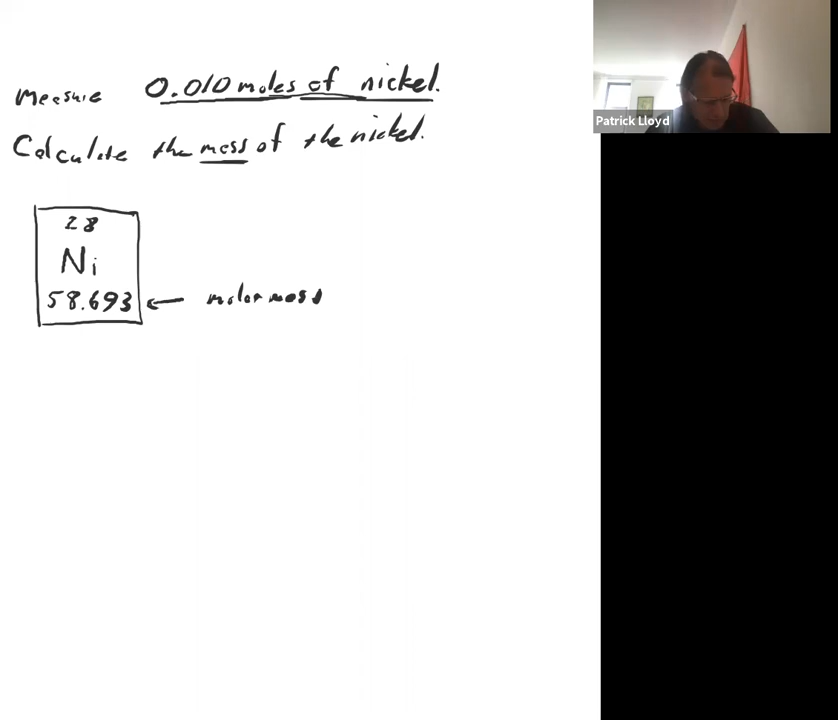 Measure 0.010 moles of nickel.
Calculate the mass of the nickel.
28
Ni
58.693 ← molar mass
Patrick Lloyd